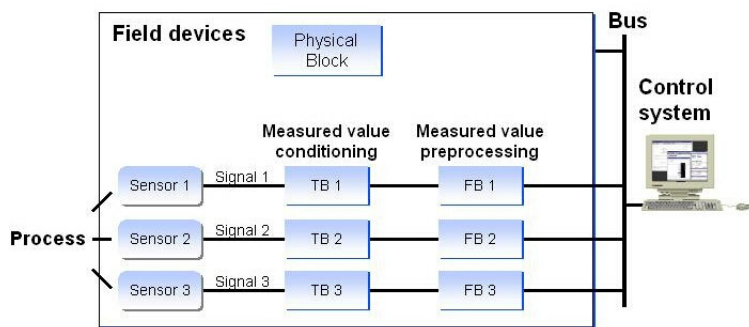 Field devices
Bus
Physical
Block
Control
system
Measured value
conditioning
Measured value
preprocessing
Sensor 1
Signal 1
TB 1
FB 1
Process
Sensor 2
Signal 2
TB 2
FB 2
Sensor 3
Signal 3
TB 3
FB 3